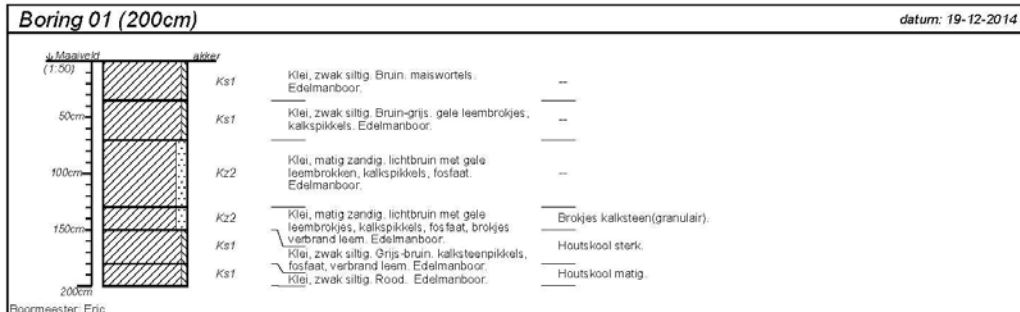 Boring 01 (200cm) datum: 19-12-2014
Maaiveld akker
(1:50)
Ks1 Klei, zwak siltig. Bruin. maiswortels. --
Edelmanboor.
50cm Ks1 Klei, zwak siltig. Bruin-grijs. gele leembrokjes, --
kalkspikkels. Edelmanboor.
100cm Kz2 Klei, matig zandig. lichtbruin met gele --
leembrokken, kalkspikkels, fosfaat.
Edelmanboor.
Kz2 Klei, matig zandig. lichtbruin met gele Brokjes kalksteen(granulair).
leembrokjes, kalkspikkels, fosfaat, brokjes
150cm verbrand leem. Edelmanboor.
Ks1 Klei, zwak siltig. Grijs-bruin. kalksteenpikkels, Houtskool sterk.
fosfaat, verbrand leem. Edelmanboor.
Ks1 Klei, zwak siltig. Rood. Edelmanboor. Houtskool matig.
200cm
Boormeester: Eric